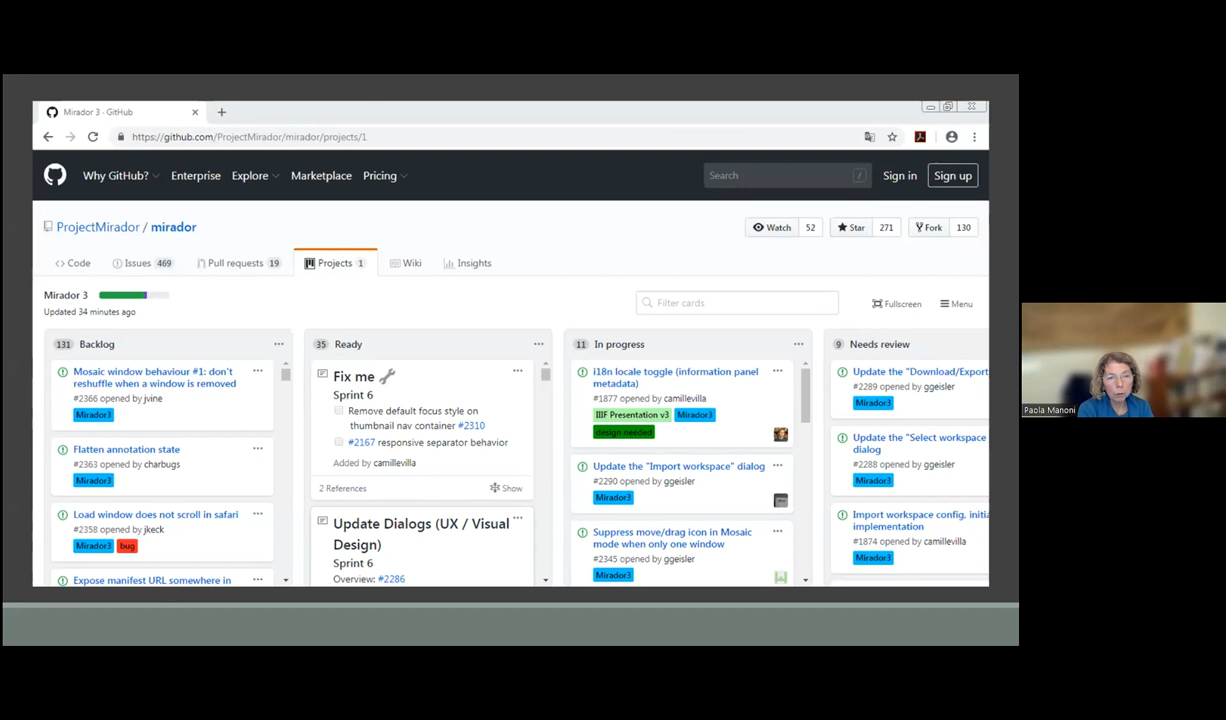 Mirador 3 · GitHub
https://github.com/ProjectMirador/mirador/projects/1
Why GitHub? Enterprise Explore Marketplace Pricing Search / Sign in Sign up
ProjectMirador / mirador Watch 52 Star 271 Fork 130
Code Issues 469 Pull requests 19 Projects 1 Wiki Insights
Mirador 3 Filter cards Fullscreen Menu
Updated 34 minutes ago
131 Backlog
Mosaic window behaviour #1: don't
reshuffle when a window is removed
#2366 opened by jvine
Mirador3
Flatten annotation state
#2363 opened by charbugs
Mirador3
Load window does not scroll in safari
#2358 opened by jkeck
Mirador3 bug
Expose manifest URL somewhere in
35 Ready
Fix me
Sprint 6
Remove default focus style on
thumbnail nav container #2310
#2167 responsive separator behavior
Added by camillevilla
2 References Show
Update Dialogs (UX / Visual
Design)
Sprint 6
Overview: #2286
11 In progress
i18n locale toggle (information panel
metadata)
#1877 opened by camillevilla
IIIF Presentation v3 Mirador3
design needed
Update the "Import workspace" dialog
#2290 opened by ggeisler
Mirador3
Suppress move/drag icon in Mosaic
mode when only one window
#2345 opened by ggeisler
Mirador3
9 Needs review
Update the "Download/Export
#2289 opened by ggeisler
Mirador3
Update the "Select workspace
dialog
#2288 opened by ggeisler
Mirador3
Import workspace config, initia
implementation
#1874 opened by camillevilla
Mirador3
Paola Manoni